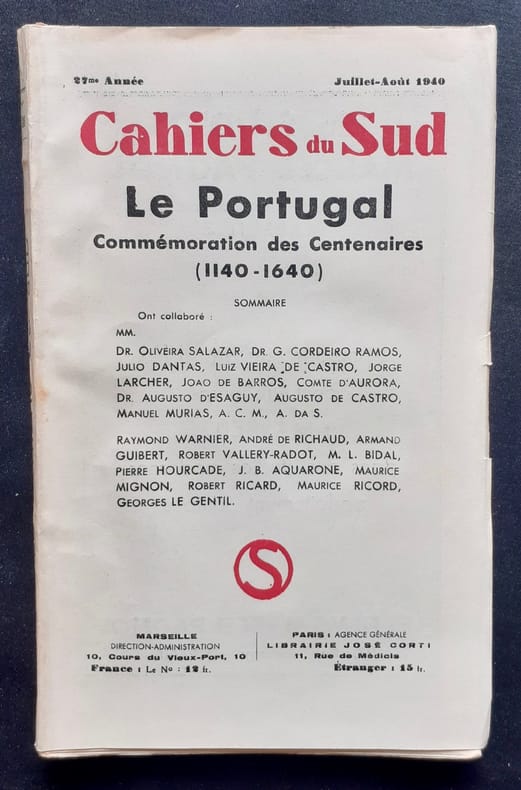 27me Année Juillet-Août 1940
Cahiers du Sud
Le Portugal
Commémoration des Centenaires
(1140-1640)
SOMMAIRE
Ont collaboré :
MM.
DR. OLIVEIRA SALAZAR, DR. G. CORDEIRO RAMOS,
JULIO DANTAS, LUIZ VIEIRA DE CASTRO, JORGE
LARCHER, JOAO DE BARROS, COMTE D'AURORA,
DR. AUGUSTO D'ESAGUY, AUGUSTO DE CASTRO,
MANUEL MURIAS, A. C. M., A. DA S.
RAYMOND WARNIER, ANDRÉ DE RICHAUD, ARMAND
GUIBERT, ROBERT VALLERY-RADOT, M. L. BIDAL,
PIERRE HOURCADE, J. B. AQUARONE, MAURICE
MIGNON, ROBERT RICARD, MAURICE RICORD,
GEORGES LE GENTIL.
S
MARSEILLE
DIRECTION-ADMINISTRATION
10, Cours du Vieux-Port, 10
France : LE No : 12 fr.
PARIS : AGENCE GÉNÉRALE
LIBRAIRIE JOSÉ CORTI
11, Rue de Médicis
Étranger : 15 fr.